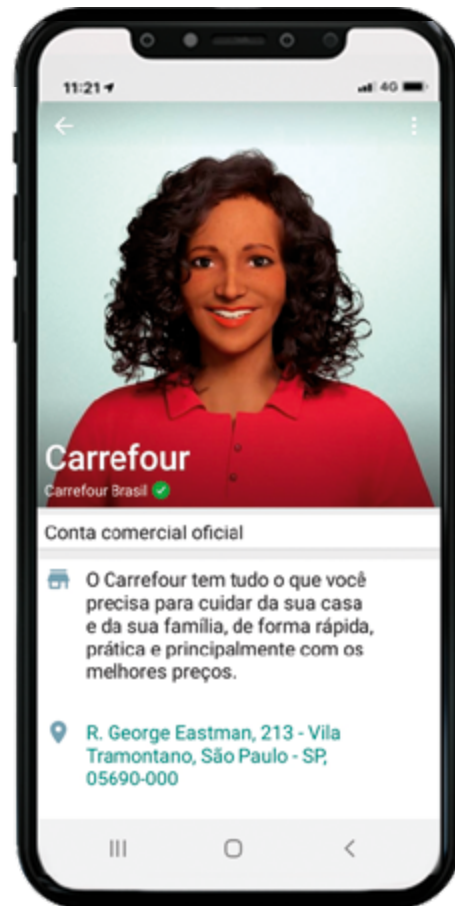 11:21
4G
Carrefour
Carrefour Brasil
Conta comercial oficial
O Carrefour tem tudo o que você
precisa para cuidar da sua casa
e da sua família, de forma rápida,
prática e principalmente com os
melhores preços.
R. George Eastman, 213 - Vila
Tramontano, São Paulo - SP,
05690-000